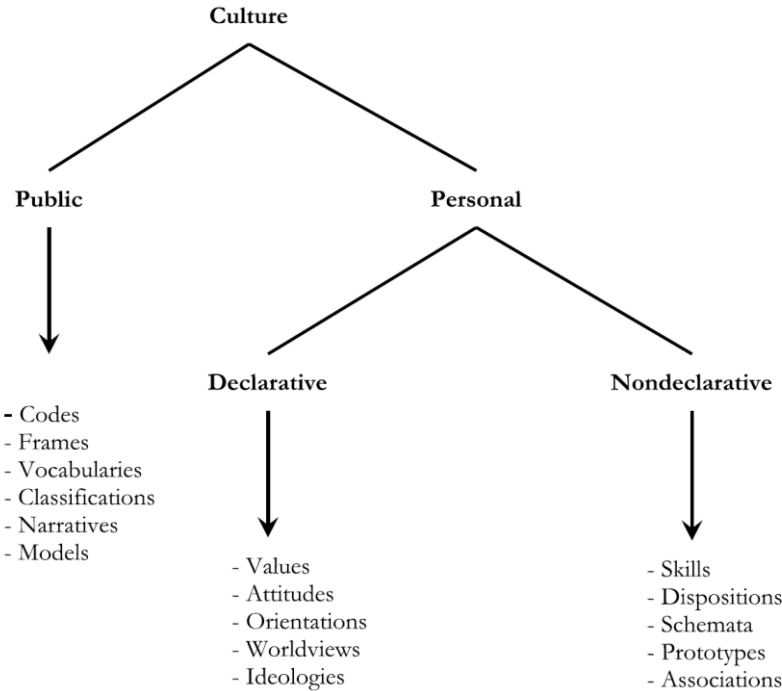 Culture
Public
Personal
Declarative
Nondeclarative
- Codes
- Frames
- Vocabularies
- Classifications
- Narratives
- Models
- Values
- Attitudes
- Orientations
- Worldviews
- Ideologies
- Skills
- Dispositions
- Schemata
- Prototypes
- Associations